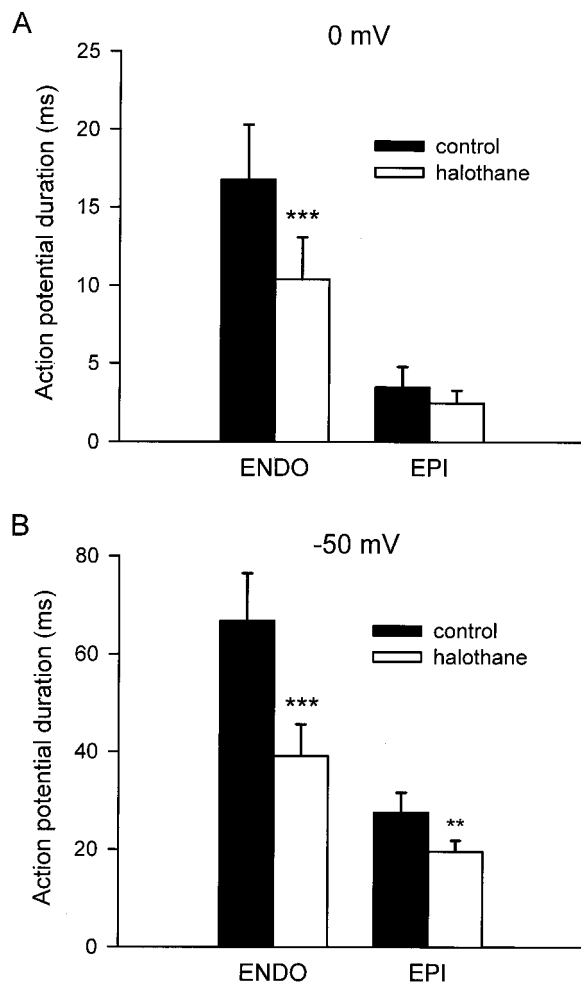 A
0 mV
Action potential duration (ms)
25
20
15
10
5
0
control
halothane
***
ENDO
EPI
B
-50 mV
Action potential duration (ms)
80
60
40
20
0
control
halothane
***
**
ENDO
EPI